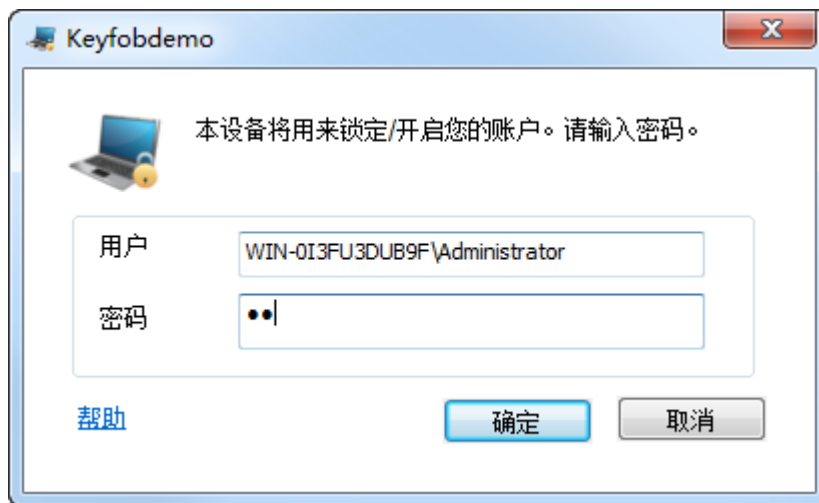 Keyfobdemo
本设备将用来锁定/开启您的账户。请输入密码。
用户
WIN-0I3FU3DUB9F\Administrator
密码
••
帮助
确定
取消